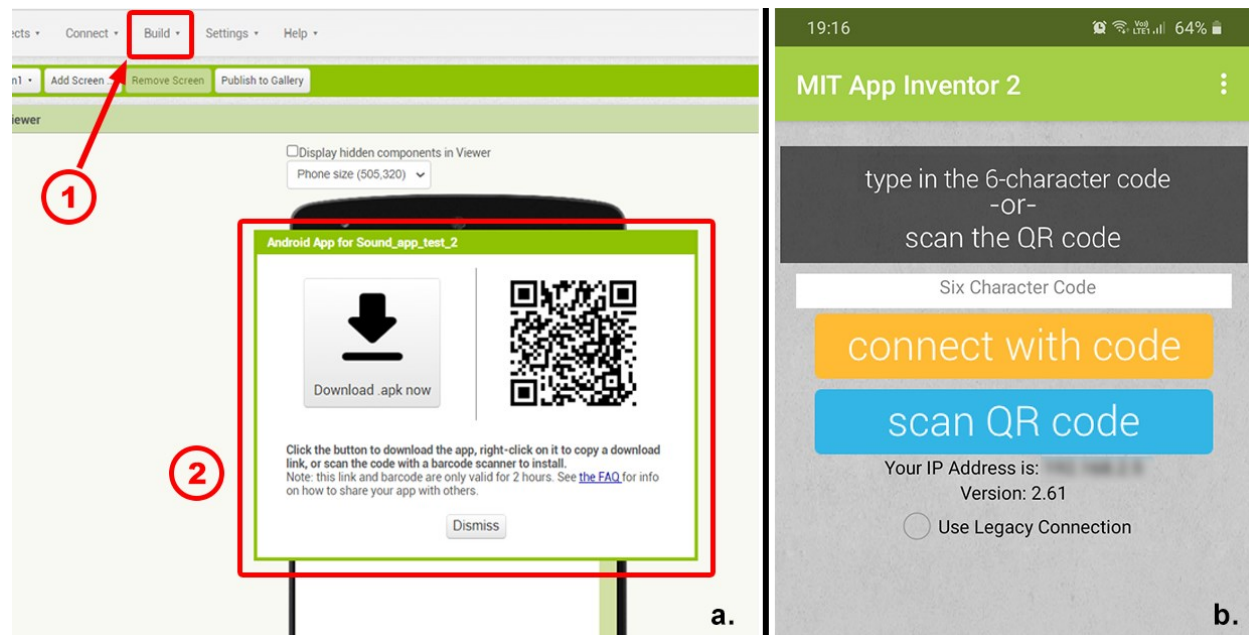 ects Connect Build Settings Help
n1 Add Screen ... Remove Screen Publish to Gallery
iewer
Display hidden components in Viewer
Phone size (505,320)
1
Android App for Sound_app_test_2
Download .apk now
Click the button to download the app, right-click on it to copy a download
link, or scan the code with a barcode scanner to install.
Note: this link and barcode are only valid for 2 hours. See the FAQ for info
on how to share your app with others.
Dismiss
2
a.
19:16 64%
MIT App Inventor 2
type in the 6-character code
-or-
scan the QR code
Six Character Code
connect with code
scan QR code
Your IP Address is:
Version: 2.61
Use Legacy Connection
b.